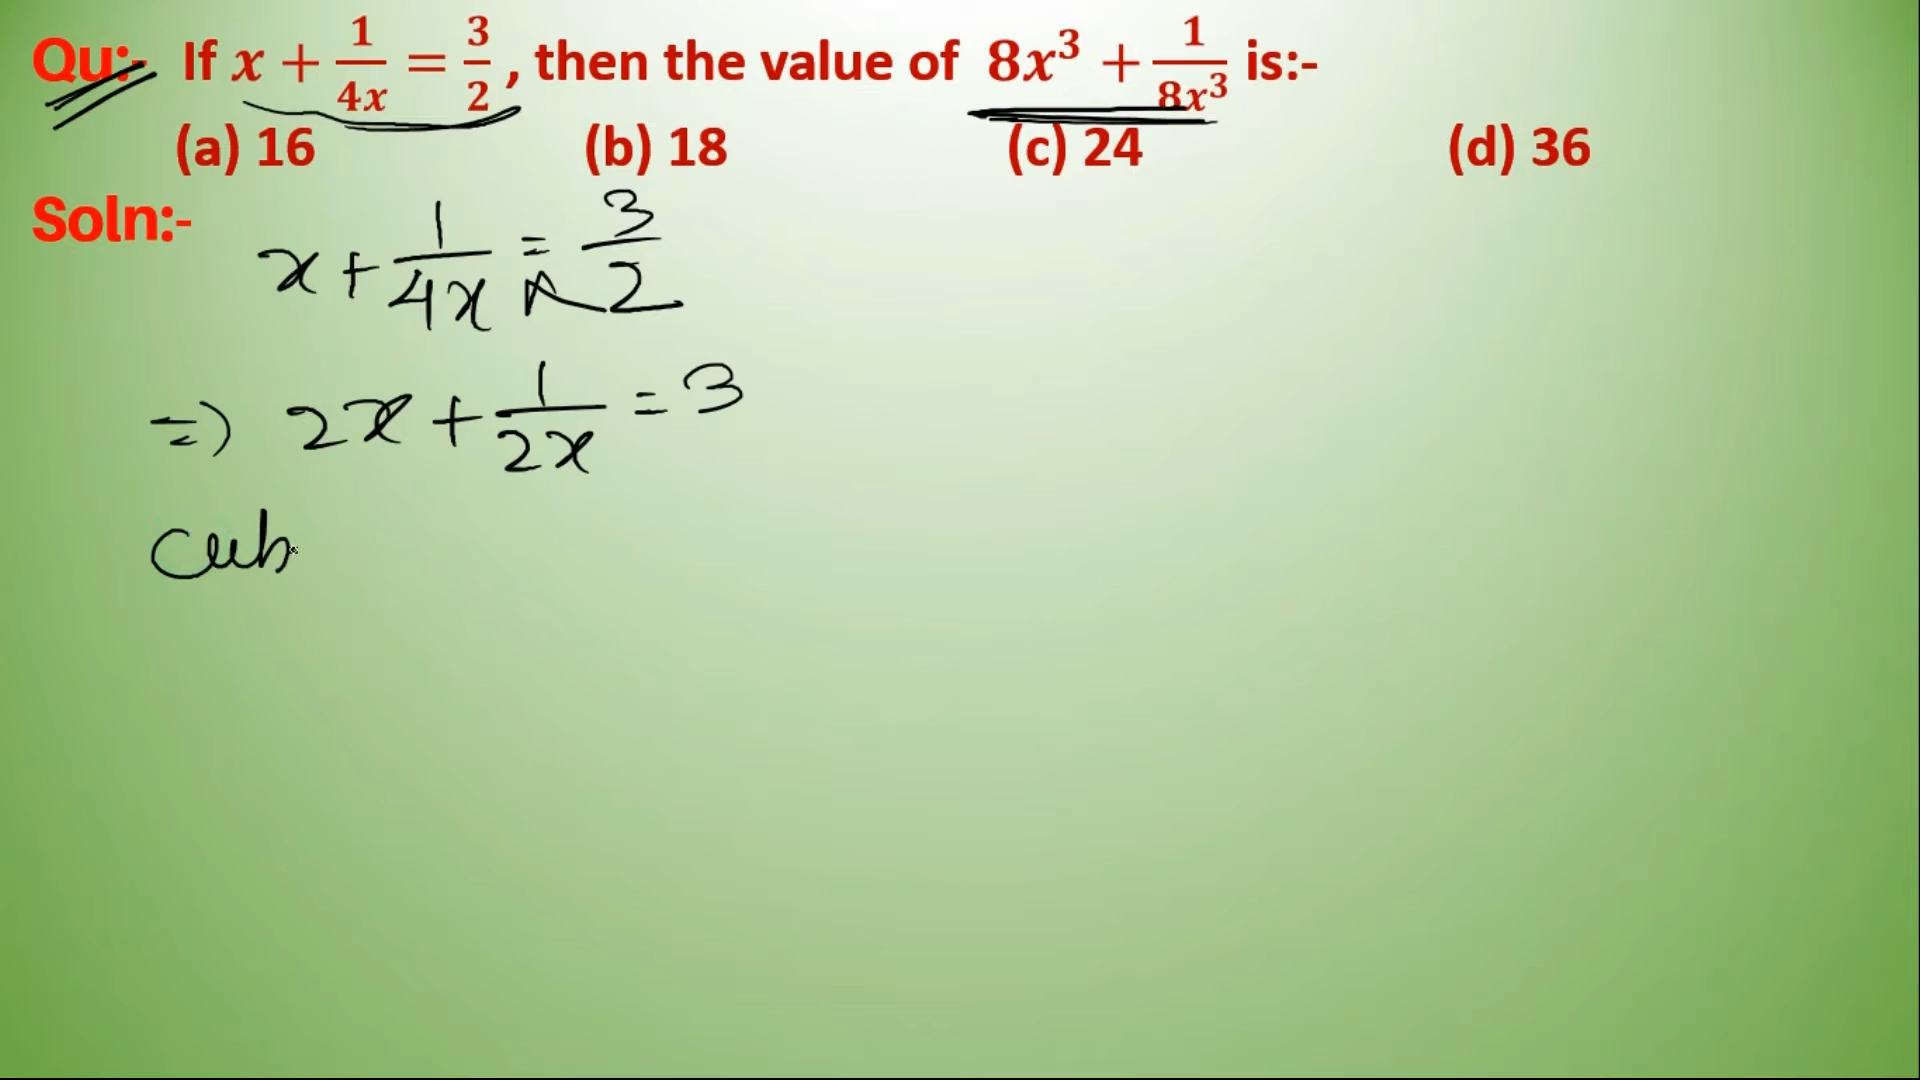 Qu:- If x + 1/4x = 3/2 , then the value of 8x³ + 1/8x³ is:-
(a) 16 (b) 18 (c) 24 (d) 36
Soln:-
x + 1/4x = 3/2
=> 2x + 1/2x = 3
Cub